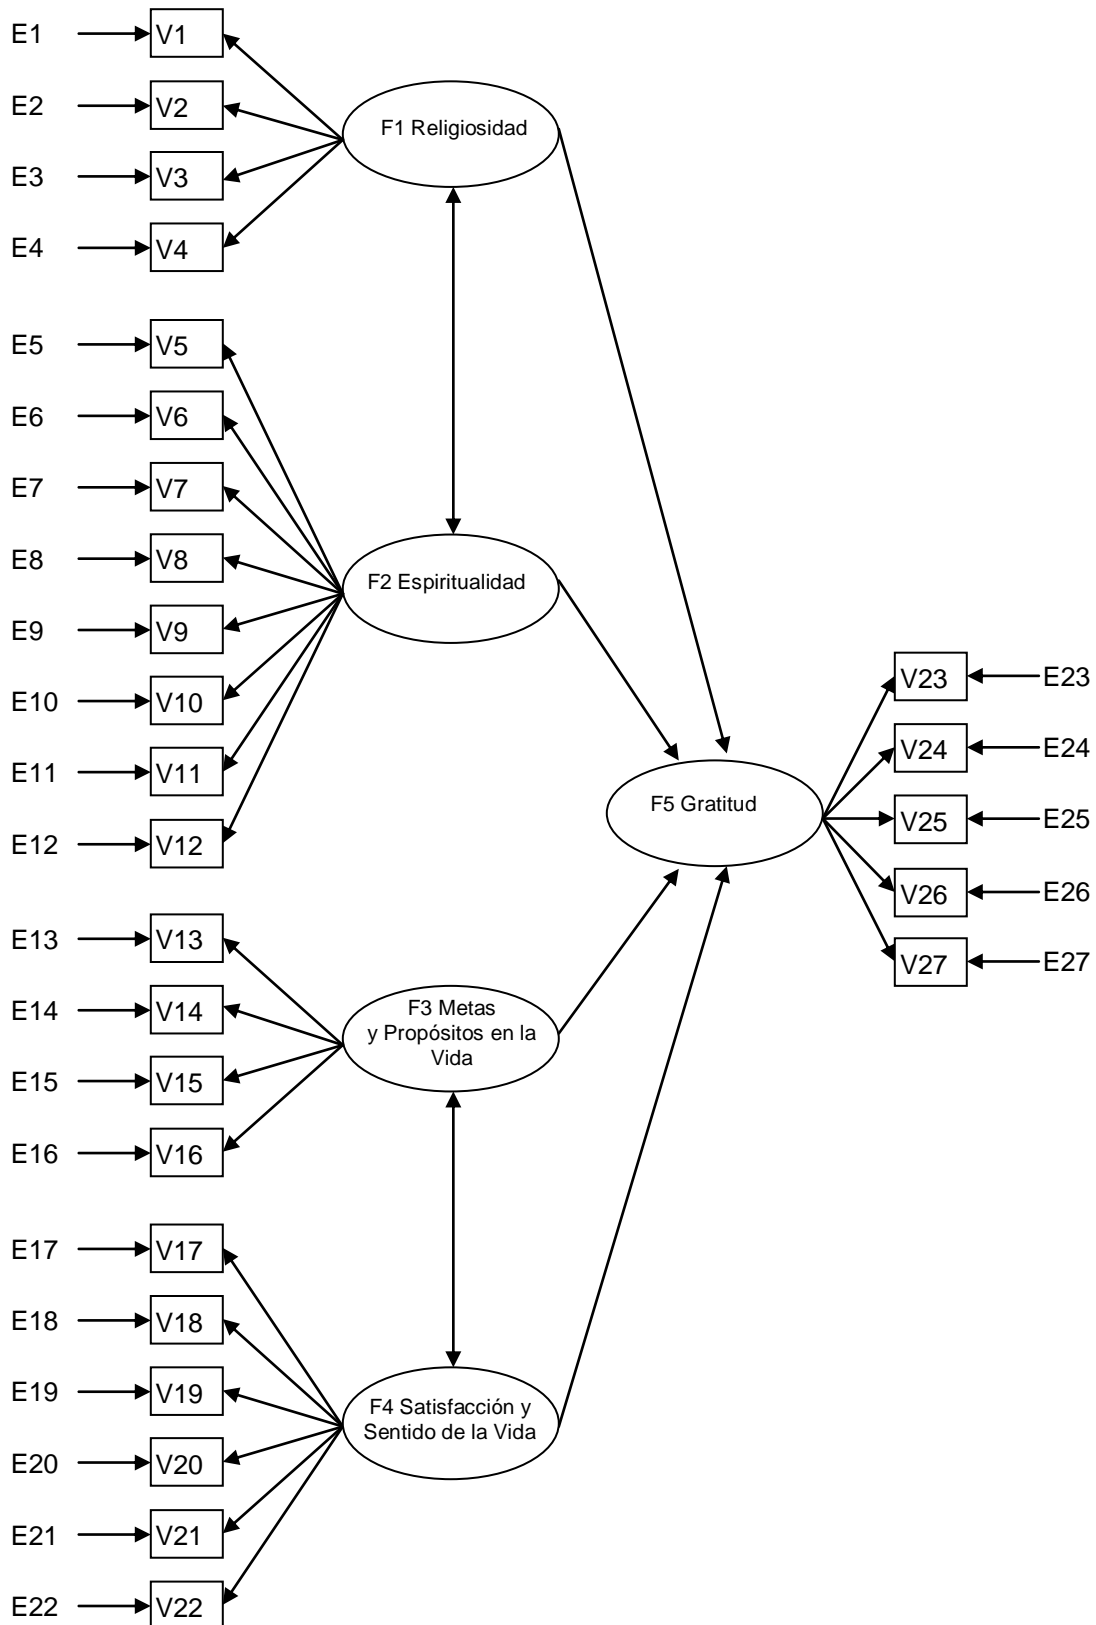 E1 V1
E2 V2
F1 Religiosidad
E3 V3
E4 V4
E5 V5
E6 V6
E7 V7
E8 V8
F2 Espiritualidad
E9 V9
E10 V10
E11 V11
E12 V12
V23 E23
V24 E24
F5 Gratitud
V25 E25
V26 E26
V27 E27
E13 V13
E14 V14
F3 Metas
y Propósitos en la
Vida
E15 V15
E16 V16
E17 V17
E18 V18
E19 V19
F4 Satisfacción y
Sentido de la Vida
E20 V20
E21 V21
E22 V22